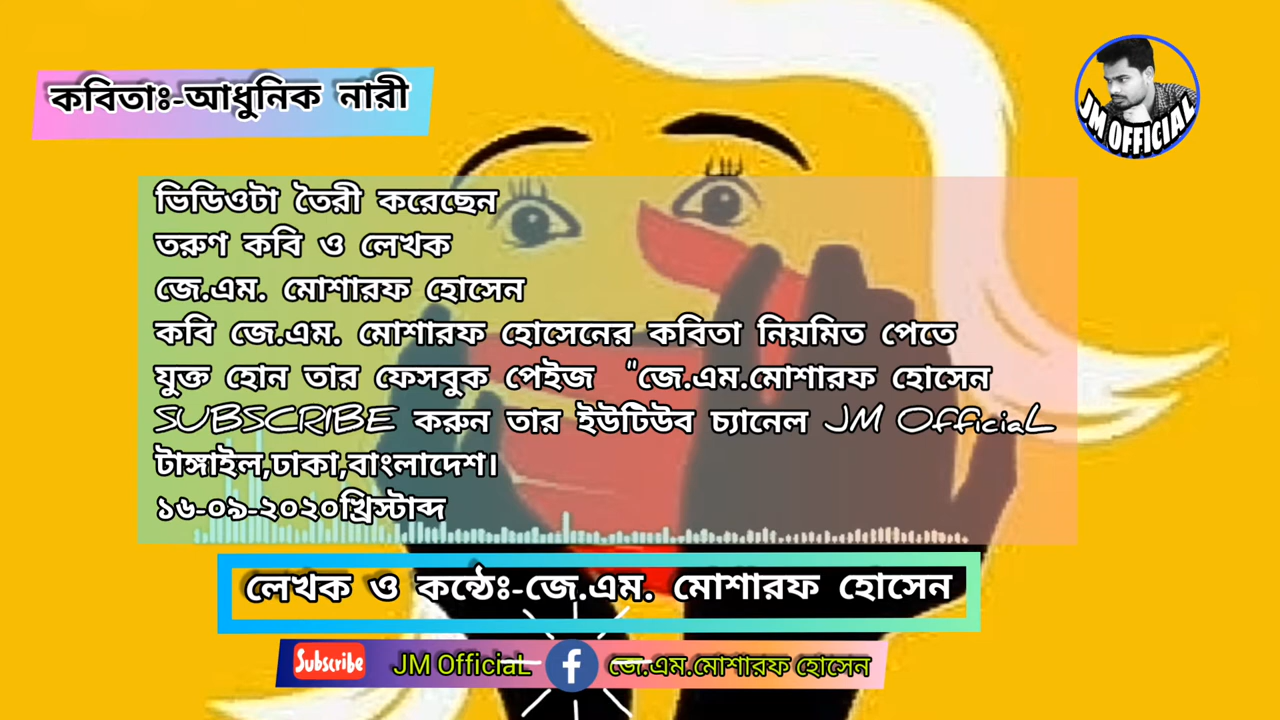 কবিতাঃ-আধুনিক নারী
JM OFFICIAL
ভিডিওটা তৈরী করেছেন
তরুণ কবি ও লেখক
জে.এম. মোশারফ হোসেন
কবি জে.এম. মোশারফ হোসেনের কবিতা নিয়মিত পেতে
যুক্ত হোন তার ফেসবুক পেইজ "জে.এম.মোশারফ হোসেন
SUBSCRIBE করুন তার ইউটিউব চ্যানেল JM OfficiaL
টাঙ্গাইল,ঢাকা,বাংলাদেশ।
১৬-০৯-২০২০খ্রিস্টাব্দ
লেখক ও কন্ঠেঃ-জে.এম. মোশারফ হোসেন
Subscribe JM OfficiaL f জে.এম.মোশারফ হোসেন